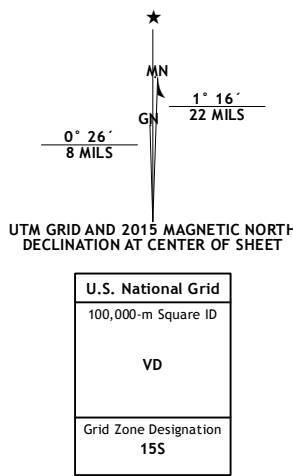 MN
1° 16´
22 MILS
GN
0° 26´
8 MILS
UTM GRID AND 2015 MAGNETIC NORTH
DECLINATION AT CENTER OF SHEET
U.S. National Grid
100,000-m Square ID
VD
Grid Zone Designation
15S